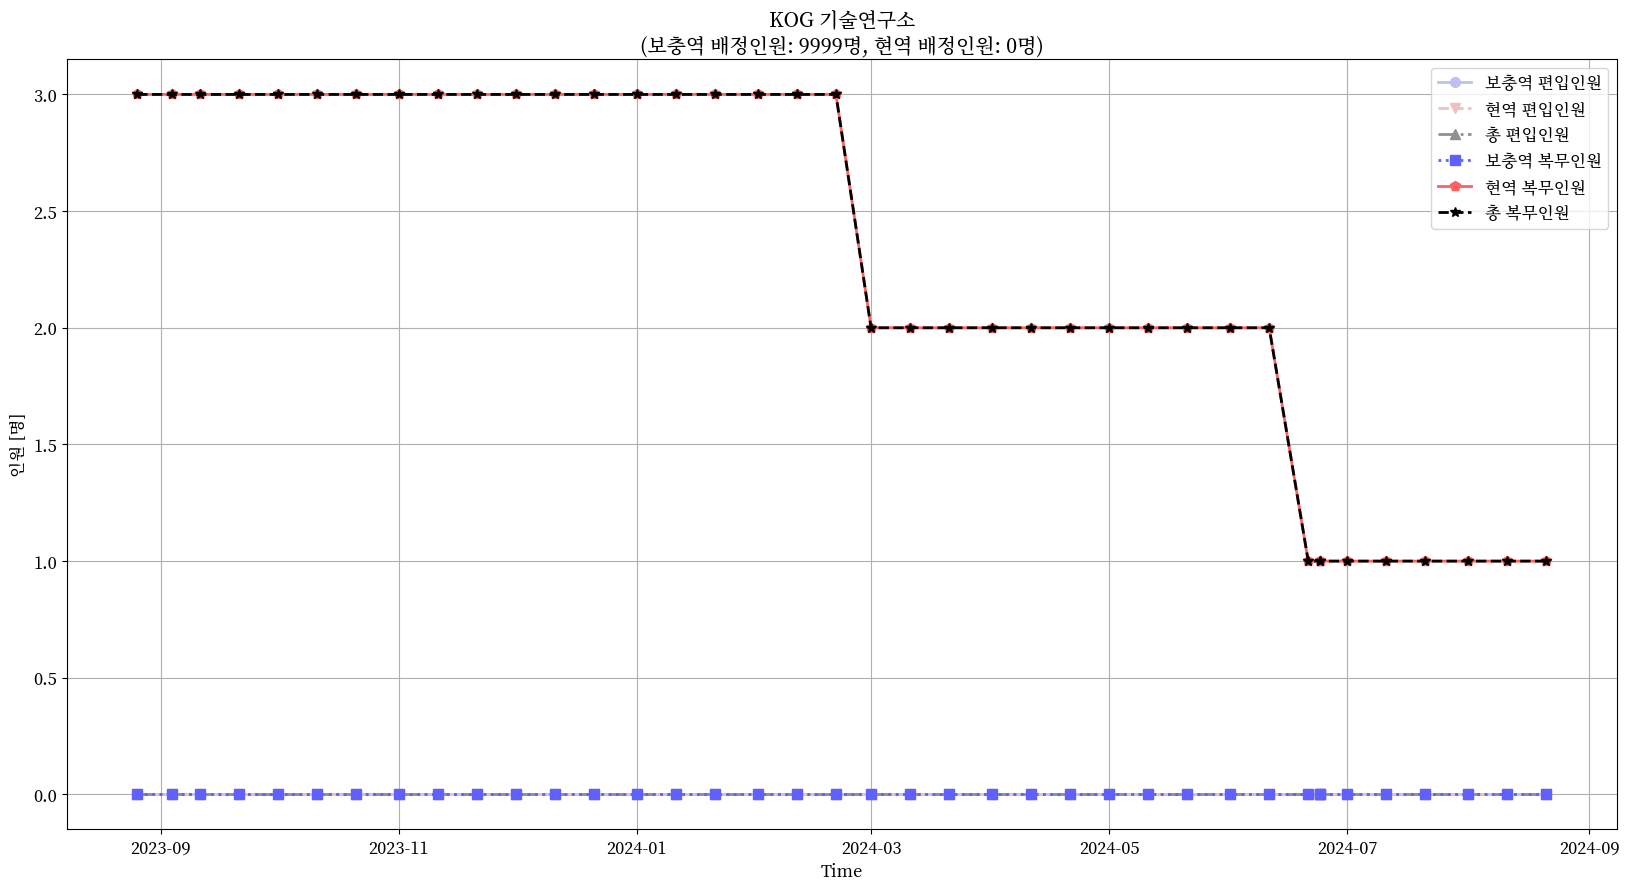 KOG 기술연구소
(보충역 배정인원: 9999명, 현역 배정인원: 0명)
인원 [명]
3.0
2.5
2.0
1.5
1.0
0.5
0.0
보충역 편입인원
현역 편입인원
총 편입인원
보충역 복무인원
현역 복무인원
총 복무인원
2023-09 2023-11 2024-01 2024-03 2024-05 2024-07 2024-09
Time